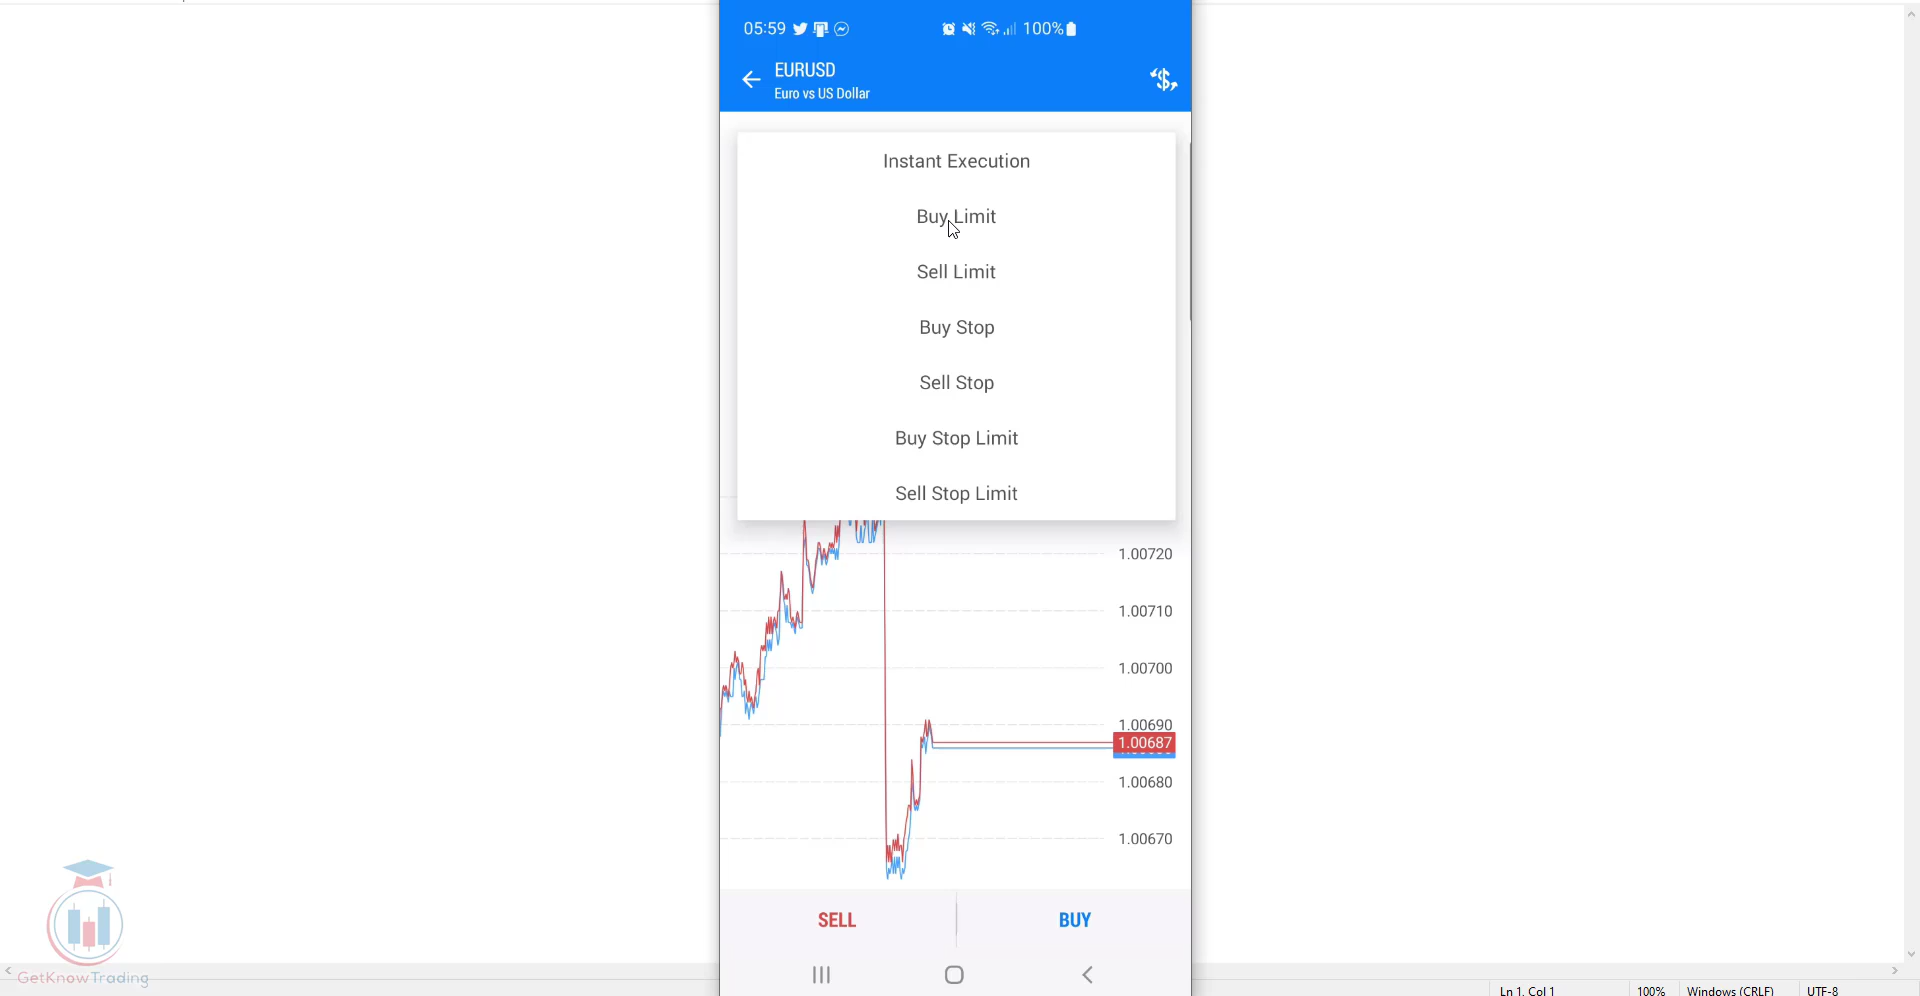 05:59 100%
EURUSD
Euro vs US Dollar
Instant Execution
Buy Limit
Sell Limit
Buy Stop
Sell Stop
Buy Stop Limit
Sell Stop Limit
1.00720
1.00710
1.00700
1.00690
1.00687
1.00680
1.00670
SELL BUY
GetKnowTrading
Ln 1, Col 1 100% Windows (CRLF) UTF-8